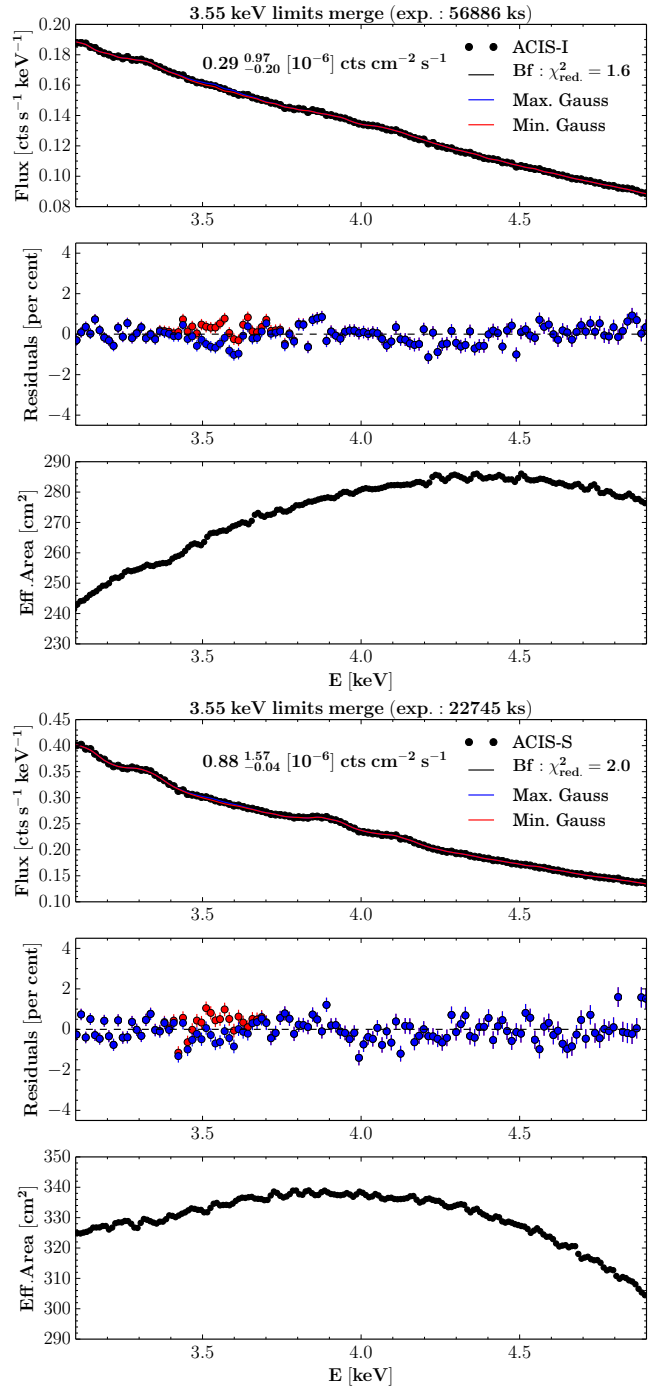 3.55 keV limits merge (exp. : 56886 ks)
0.20
0.18
0.16
0.14
0.12
0.10
0.08
Flux [cts s⁻¹ keV⁻¹]
0.29 ^0.97 _−0.20 [10⁻⁶] cts cm⁻² s⁻¹
ACIS-I
Bf : χ²red. = 1.6
Max. Gauss
Min. Gauss
3.5 4.0 4.5
4
2
0
−2
−4
Residuals [per cent]
3.5 4.0 4.5
290
280
270
260
250
240
230
Eff.Area [cm²]
3.5 4.0 4.5
E [keV]
3.55 keV limits merge (exp. : 22745 ks)
0.45
0.40
0.35
0.30
0.25
0.20
0.15
0.10
Flux [cts s⁻¹ keV⁻¹]
0.88 ^1.57 _−0.04 [10⁻⁶] cts cm⁻² s⁻¹
ACIS-S
Bf : χ²red. = 2.0
Max. Gauss
Min. Gauss
3.5 4.0 4.5
4
2
0
−2
−4
Residuals [per cent]
3.5 4.0 4.5
350
340
330
320
310
300
290
Eff.Area [cm²]
3.5 4.0 4.5
E [keV]